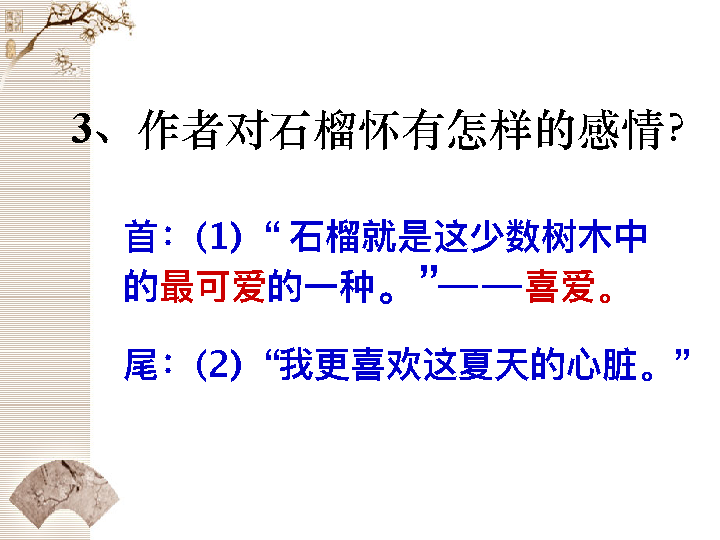 3、作者对石榴怀有怎样的感情?
首：(1)“ 石榴就是这少数树木中
的最可爱的一种。”——喜爱。
尾：(2)“我更喜欢这夏天的心脏。”